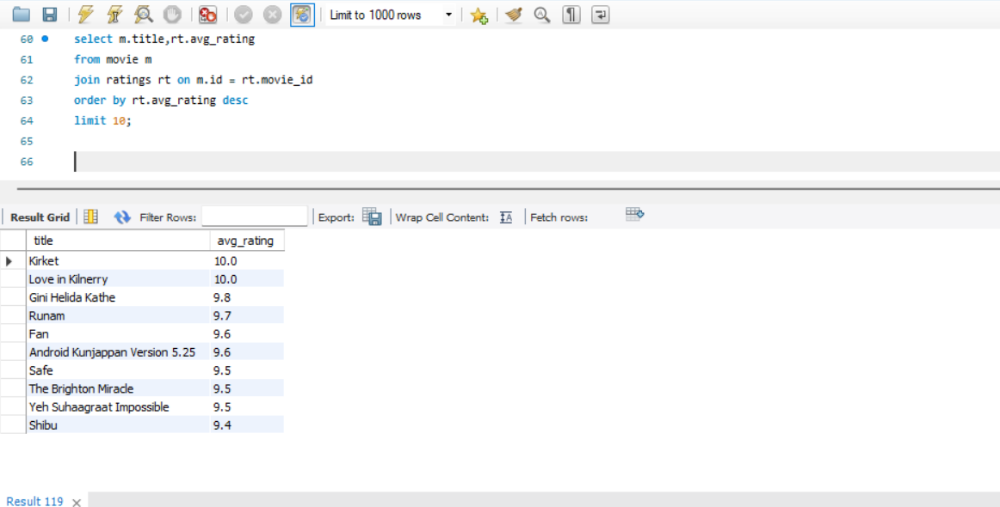 Limit to 1000 rows
60 select m.title,rt.avg_rating
61 from movie m
62 join ratings rt on m.id = rt.movie_id
63 order by rt.avg_rating desc
64 limit 10;
65
66
Result Grid Filter Rows: Export: Wrap Cell Content: Fetch rows:
title avg_rating
Kirket 10.0
Love in Kilnerry 10.0
Gini Helida Kathe 9.8
Runam 9.7
Fan 9.6
Android Kunjappan Version 5.25 9.6
Safe 9.5
The Brighton Miracle 9.5
Yeh Suhaagraat Impossible 9.5
Shibu 9.4
Result 119